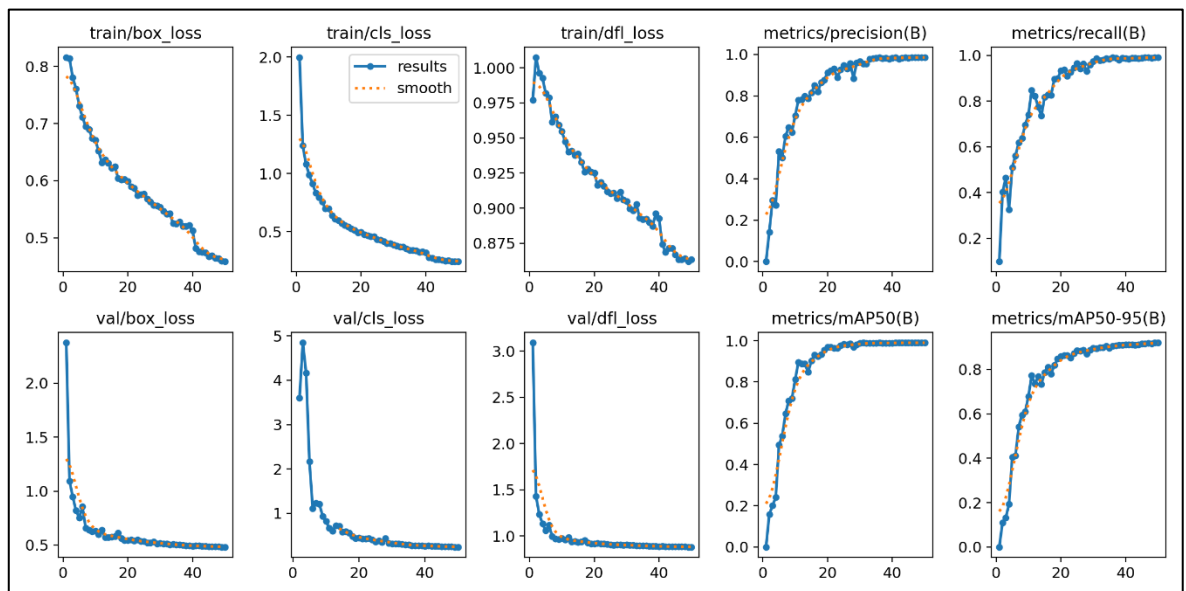 train/box_loss
train/cls_loss
train/dfl_loss
metrics/precision(B)
metrics/recall(B)
0.8
0.7
0.6
0.5
0 20 40
2.0
1.5
1.0
0.5
0 20 40
results
smooth
1.000
0.975
0.950
0.925
0.900
0.875
0 20 40
1.0
0.8
0.6
0.4
0.2
0.0
0 20 40
1.0
0.8
0.6
0.4
0.2
0 20 40
val/box_loss
val/cls_loss
val/dfl_loss
metrics/mAP50(B)
metrics/mAP50-95(B)
2.0
1.5
1.0
0.5
0 20 40
5
4
3
2
1
0 20 40
3.0
2.5
2.0
1.5
1.0
0 20 40
1.0
0.8
0.6
0.4
0.2
0.0
0 20 40
0.8
0.6
0.4
0.2
0.0
0 20 40